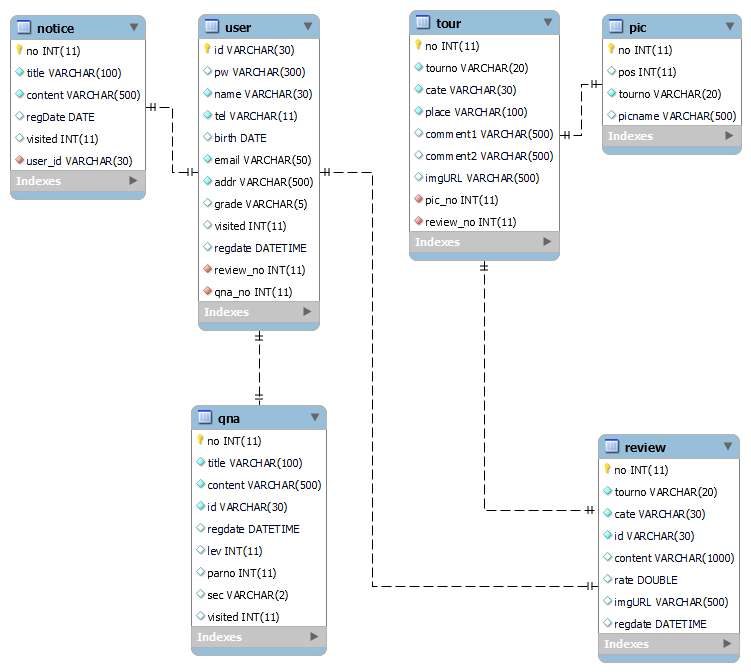 notice
no INT(11)
title VARCHAR(100)
content VARCHAR(500)
regDate DATE
visited INT(11)
user_id VARCHAR(30)
Indexes
user
id VARCHAR(30)
pw VARCHAR(300)
name VARCHAR(30)
tel VARCHAR(11)
birth DATE
email VARCHAR(50)
addr VARCHAR(500)
grade VARCHAR(5)
visited INT(11)
regdate DATETIME
review_no INT(11)
qna_no INT(11)
Indexes
tour
no INT(11)
tourno VARCHAR(20)
cate VARCHAR(30)
place VARCHAR(100)
comment1 VARCHAR(500)
comment2 VARCHAR(500)
imgURL VARCHAR(500)
pic_no INT(11)
review_no INT(11)
Indexes
pic
no INT(11)
pos INT(11)
tourno VARCHAR(20)
picname VARCHAR(500)
Indexes
qna
no INT(11)
title VARCHAR(100)
content VARCHAR(500)
id VARCHAR(30)
regdate DATETIME
lev INT(11)
parno INT(11)
sec VARCHAR(2)
visited INT(11)
Indexes
review
no INT(11)
tourno VARCHAR(20)
cate VARCHAR(30)
id VARCHAR(30)
content VARCHAR(1000)
rate DOUBLE
imgURL VARCHAR(500)
regdate DATETIME
Indexes